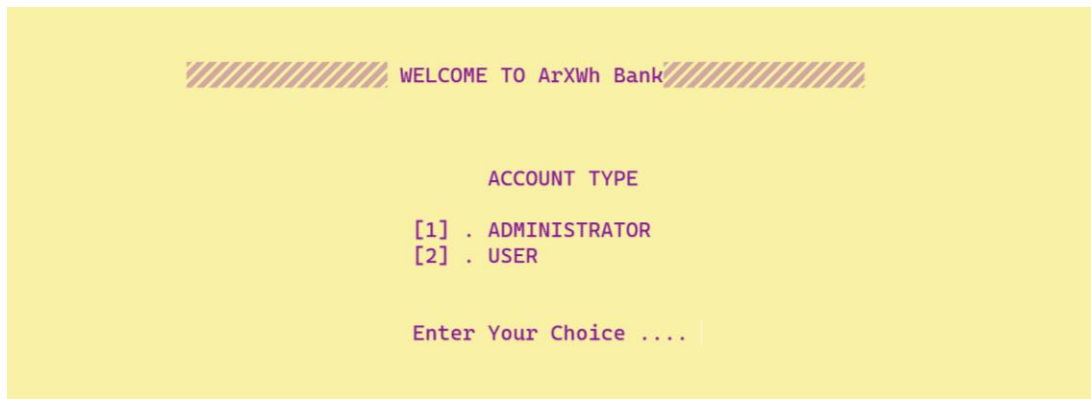 WELCOME TO ArXWh Bank
ACCOUNT TYPE
[1] . ADMINISTRATOR
[2] . USER
Enter Your Choice ....